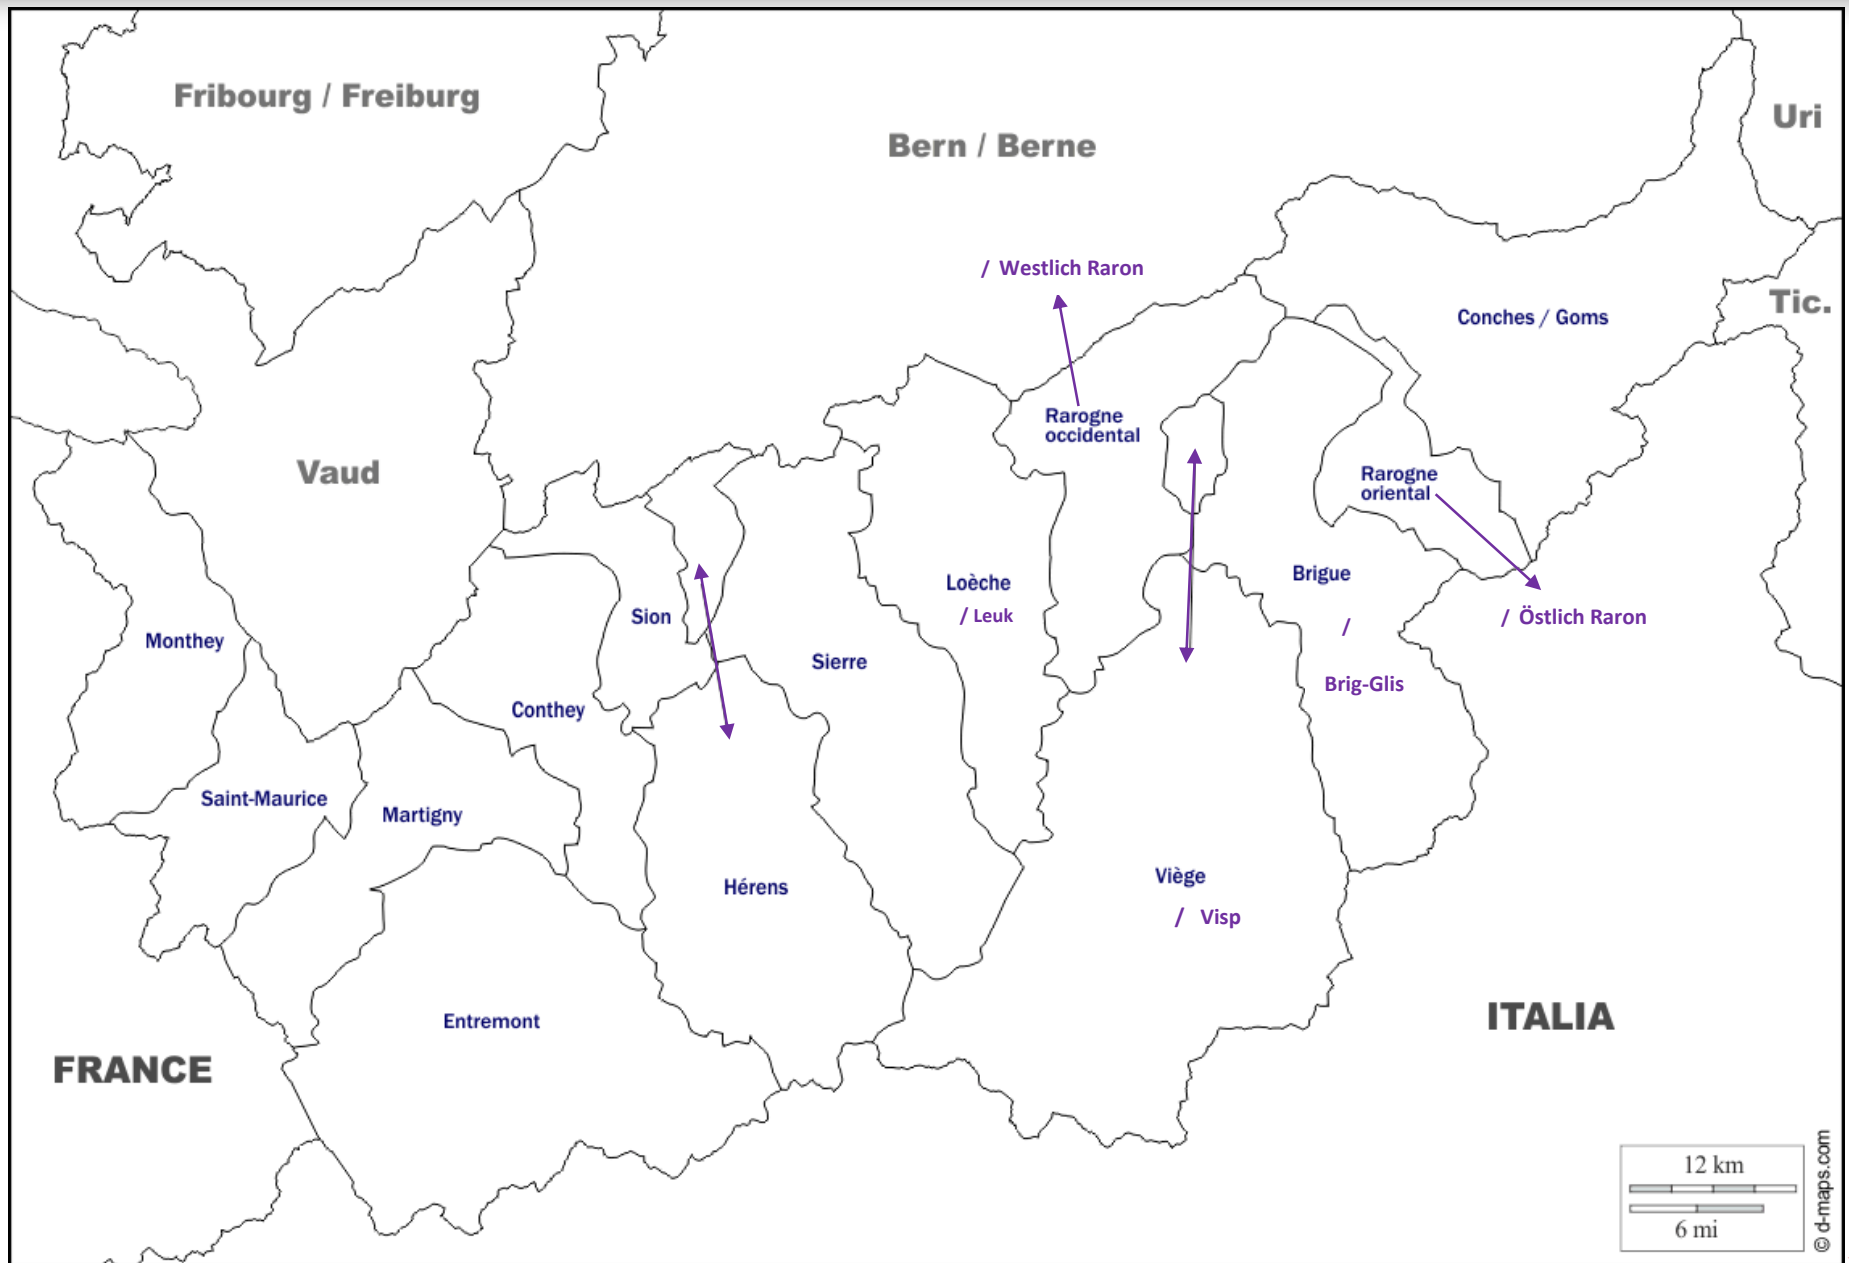 Fribourg / Freiburg
Uri
Bern / Berne
/ Westlich Raron
Tic.
Conches / Goms
Rarogne
occidental
Vaud
Rarogne
oriental
Brigue
Loèche
/ Leuk
Sion
/ Östlich Raron
/
Monthey
Sierre
Brig-Glis
Conthey
Saint-Maurice
Martigny
Viège
Hérens
/ Visp
ITALIA
Entremont
FRANCE
12 km
6 mi
© d-maps.com